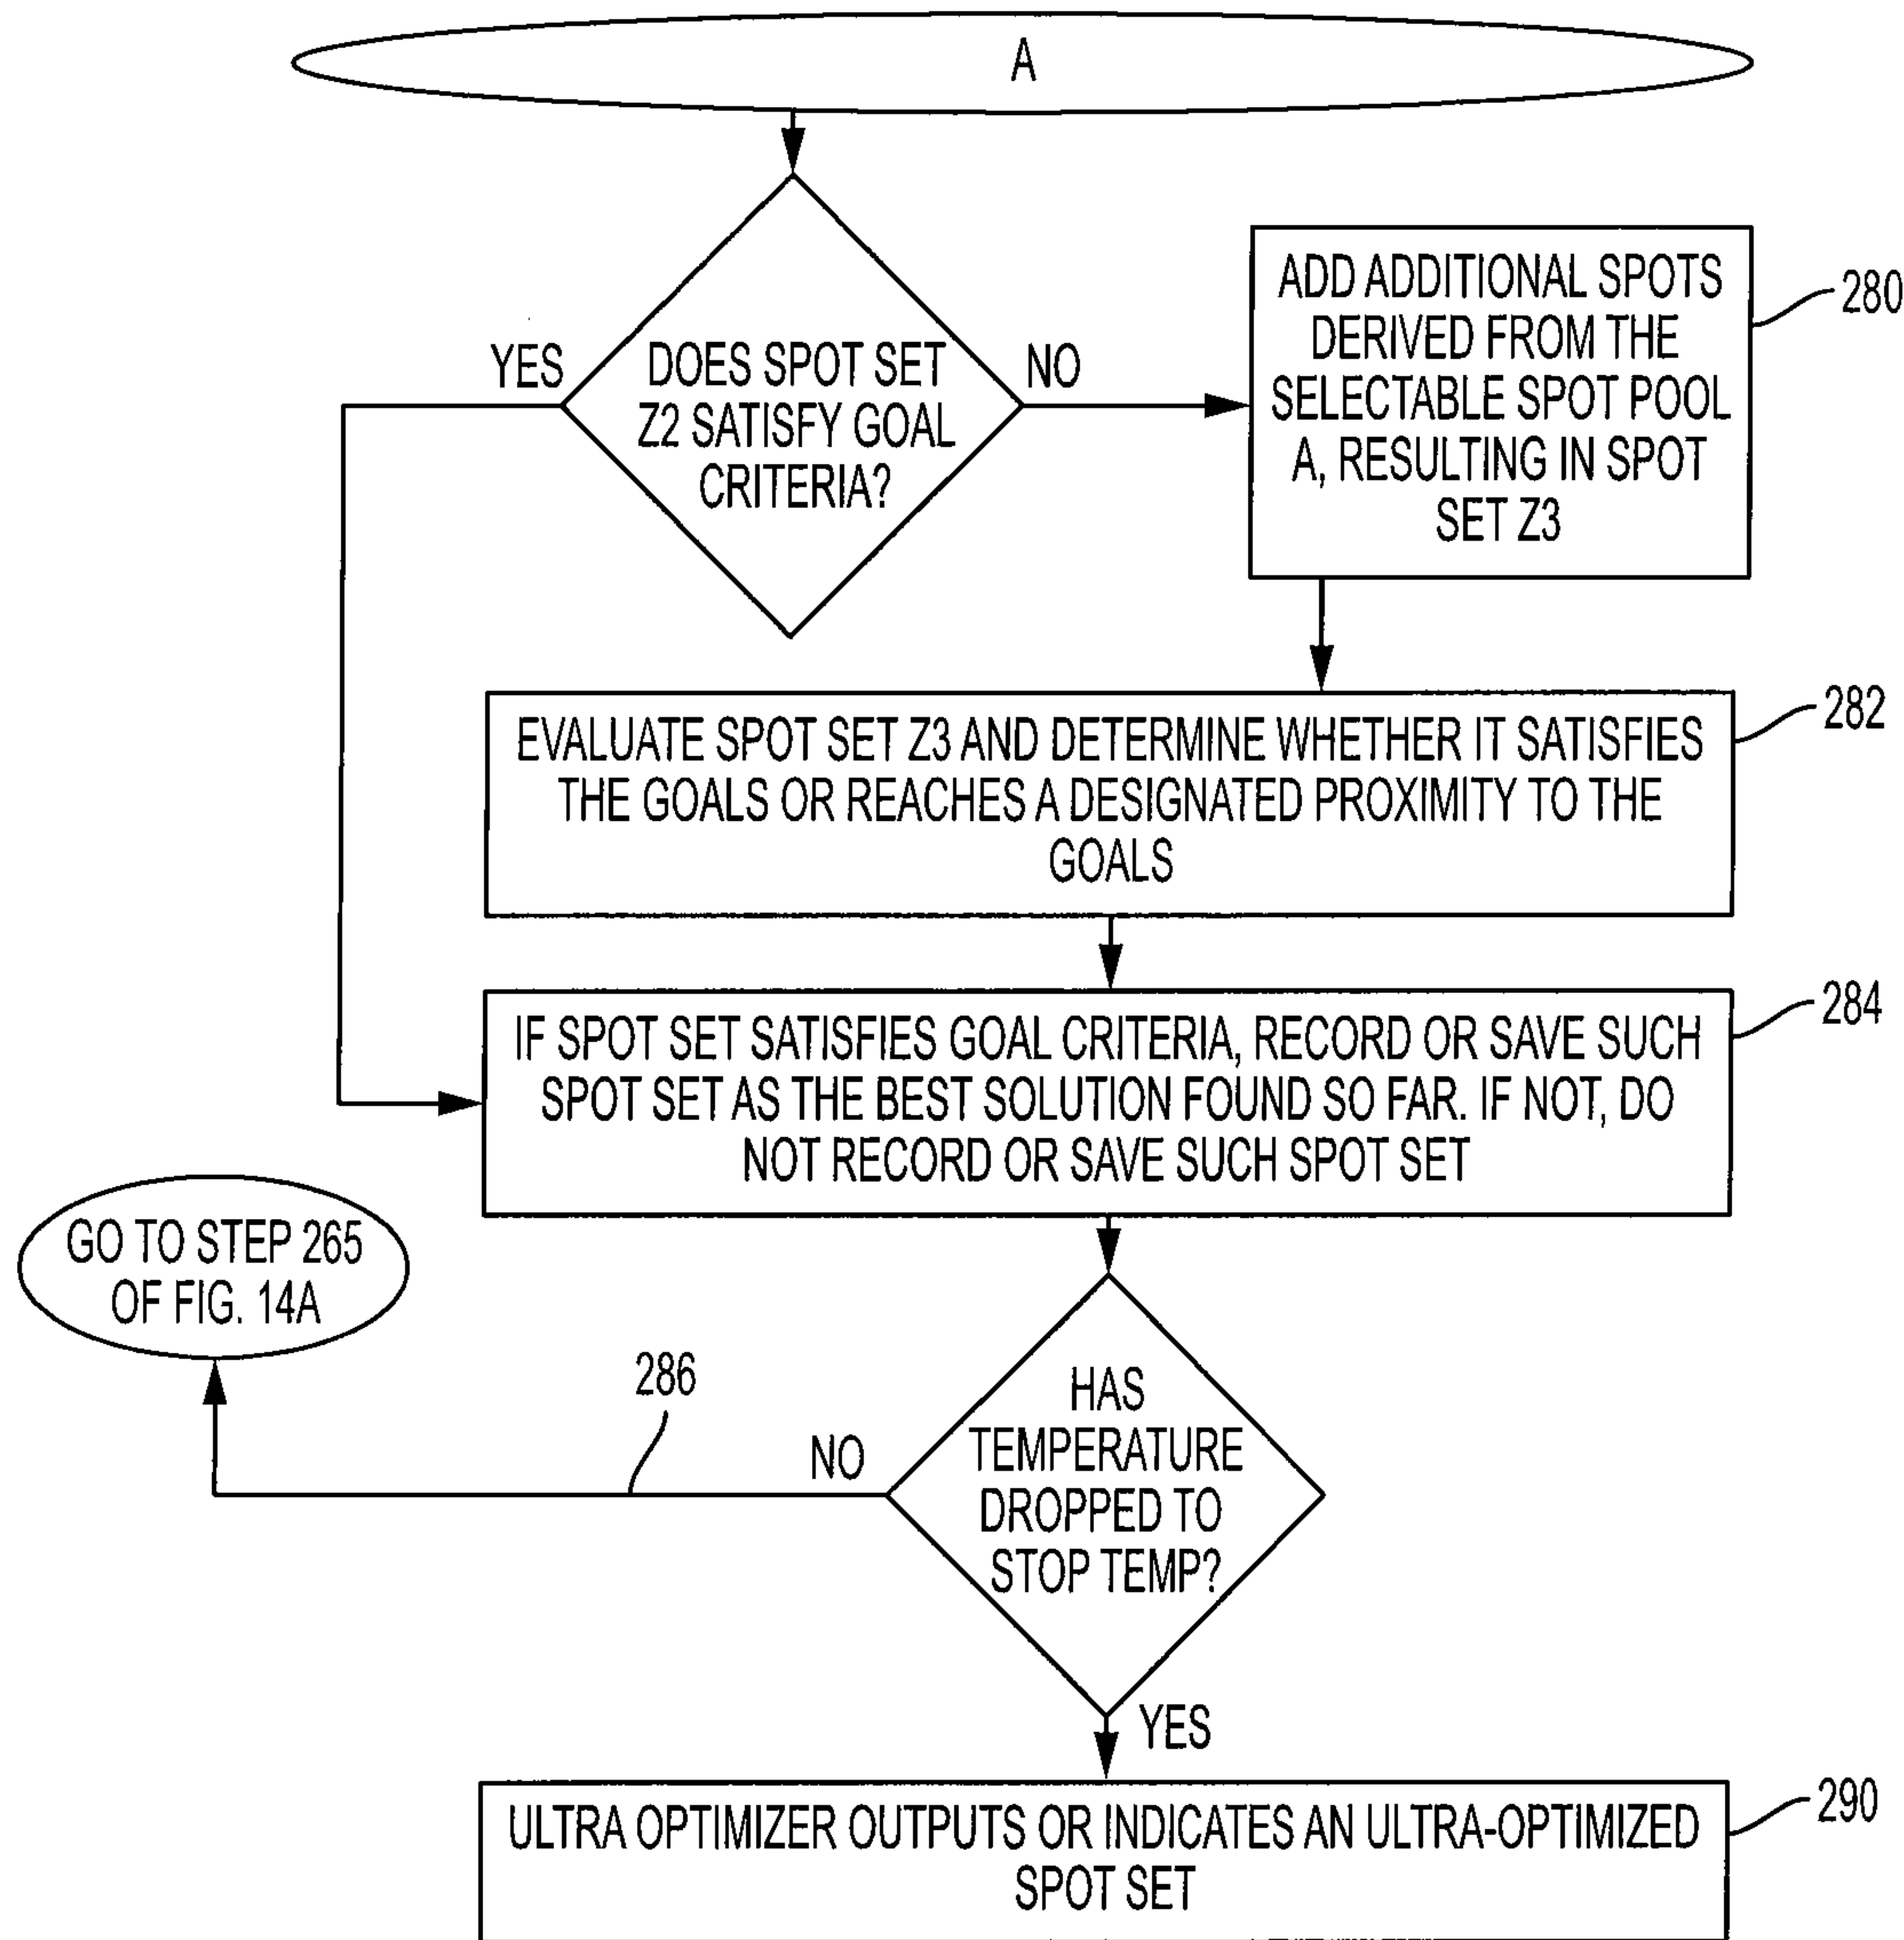 A
YES
DOES SPOT SET
Z2 SATISFY GOAL
CRITERIA?
NO
ADD ADDITIONAL SPOTS
DERIVED FROM THE
SELECTABLE SPOT POOL
A, RESULTING IN SPOT
SET Z3
280
EVALUATE SPOT SET Z3 AND DETERMINE WHETHER IT SATISFIES
THE GOALS OR REACHES A DESIGNATED PROXIMITY TO THE
GOALS
282
IF SPOT SET SATISFIES GOAL CRITERIA, RECORD OR SAVE SUCH
SPOT SET AS THE BEST SOLUTION FOUND SO FAR. IF NOT, DO
NOT RECORD OR SAVE SUCH SPOT SET
284
GO TO STEP 265
OF FIG. 14A
286
NO
HAS
TEMPERATURE
DROPPED TO
STOP TEMP?
YES
ULTRA OPTIMIZER OUTPUTS OR INDICATES AN ULTRA-OPTIMIZED
SPOT SET
290